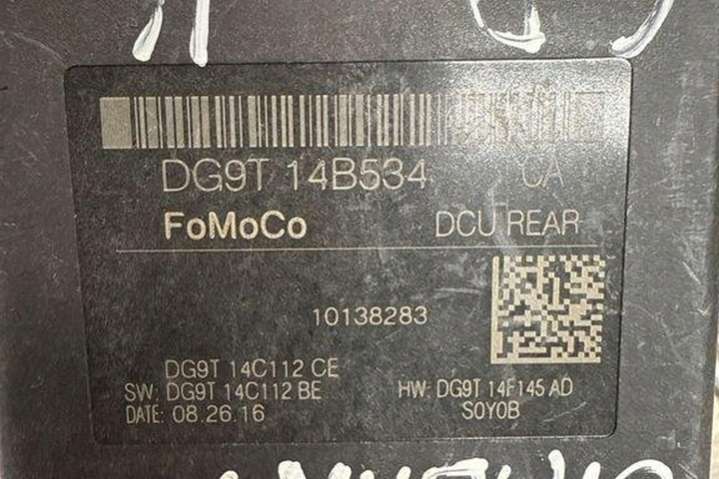 DG9T 14B534 CA
FoMoCo DCU REAR
10138283
DG9T 14C112 CE
SW: DG9T 14C112 BE HW: DG9T 14F145 AD
DATE: 08.26.16 S0Y0B